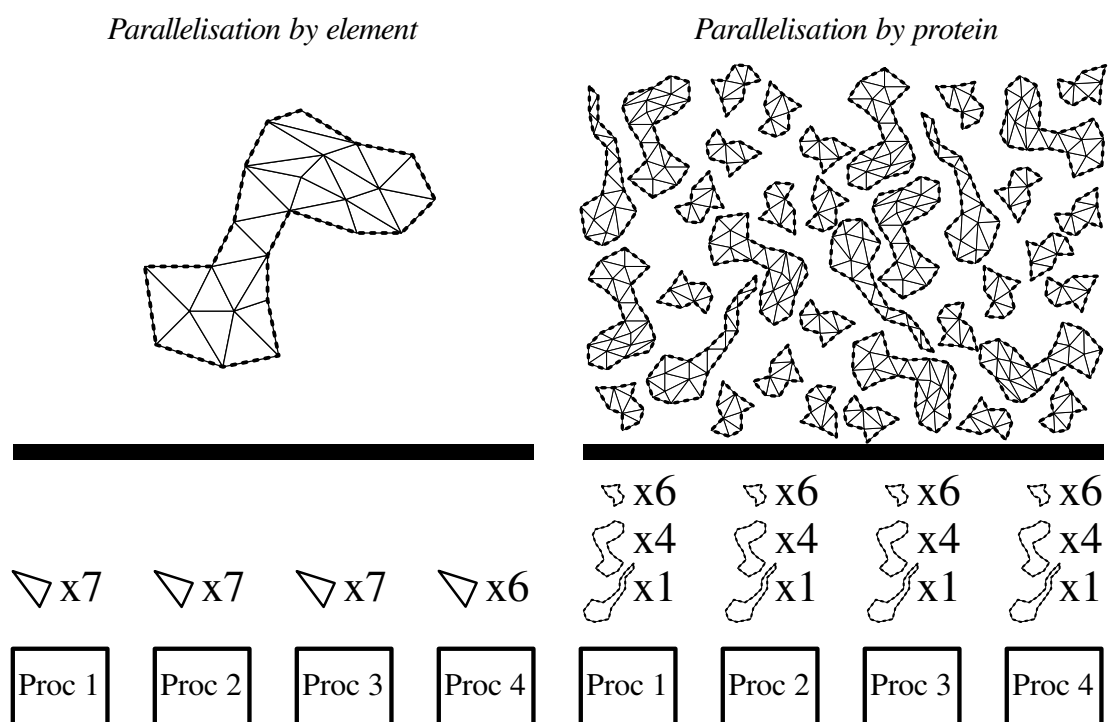 Parallelisation by element
Parallelisation by protein
x6 x6 x6 x6
x4 x4 x4 x4
x7 x7 x7 x6 x1 x1 x1 x1
Proc 1 Proc 2 Proc 3 Proc 4 Proc 1 Proc 2 Proc 3 Proc 4